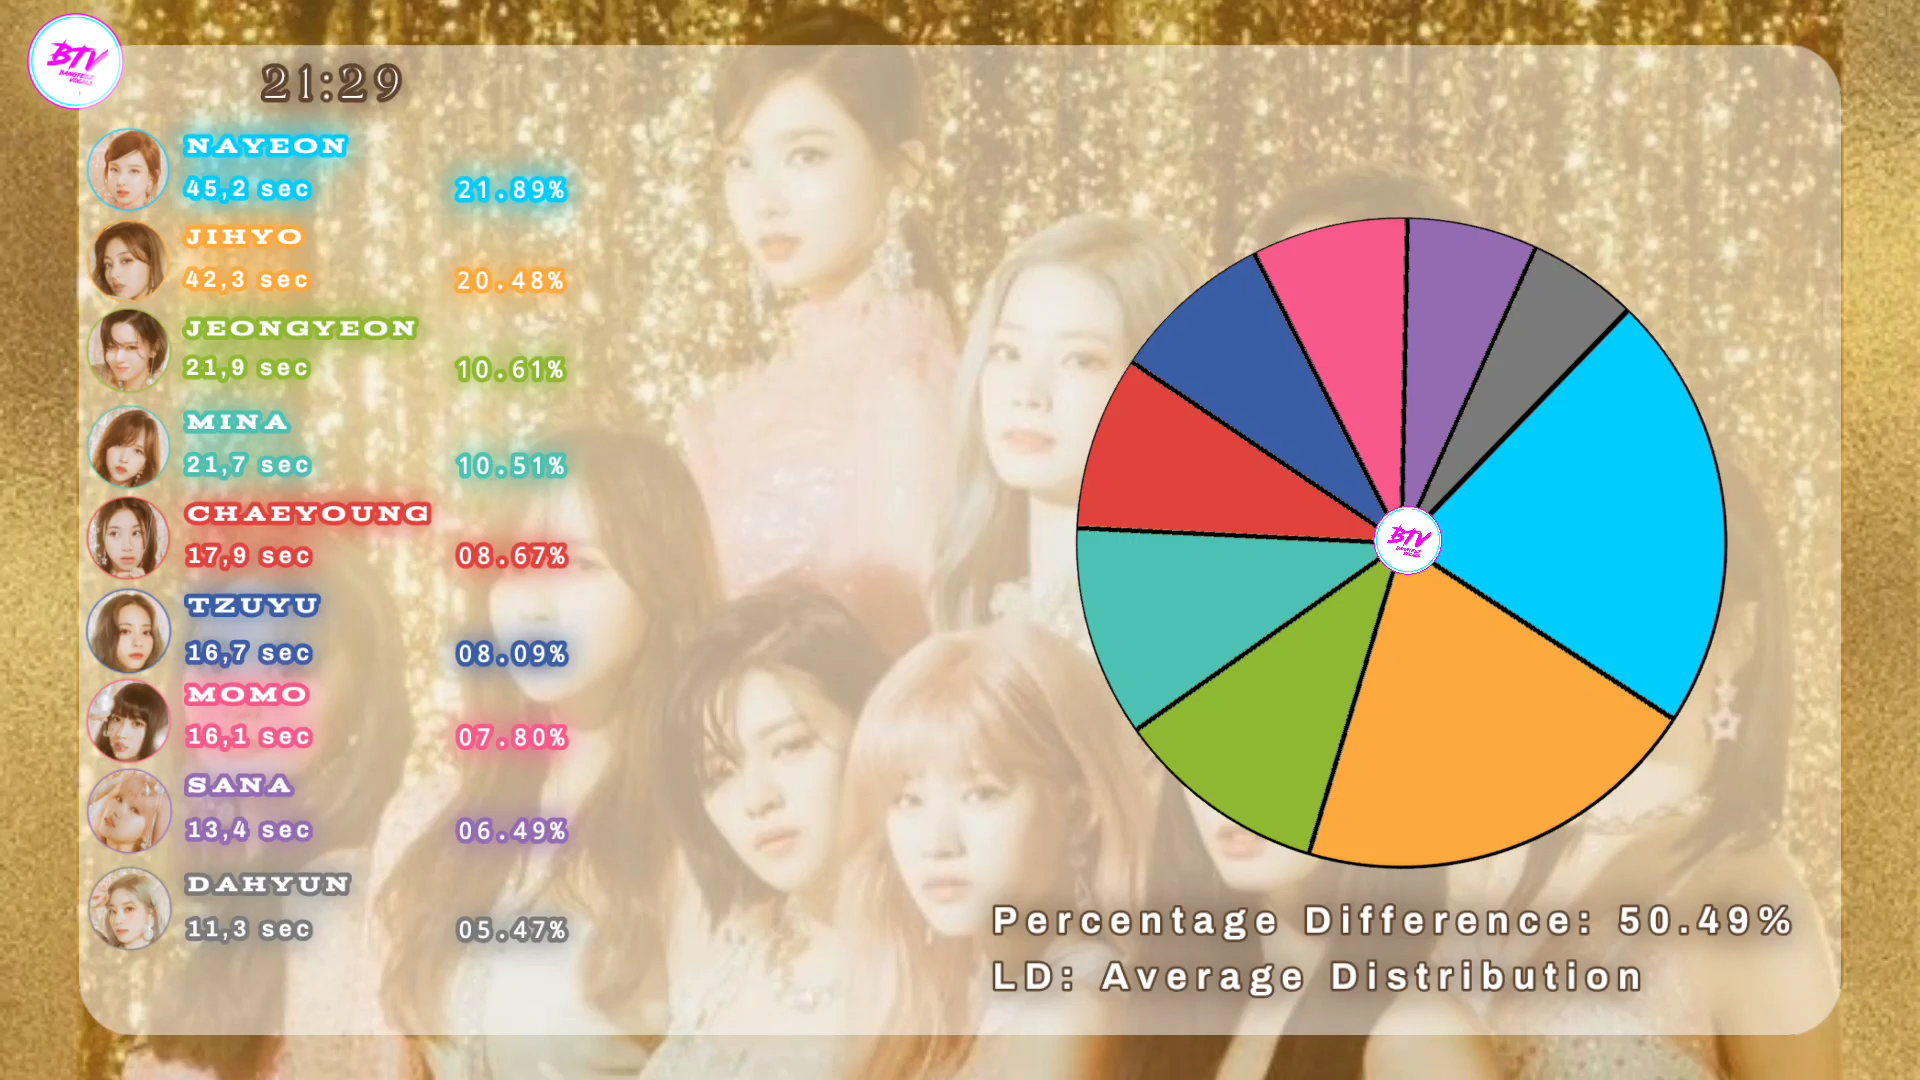 BTV
BANGTEEZ
VOCALS
21:29
NAYEON
45,2 sec 21.89%
JIHYO
42,3 sec 20.48%
JEONGYEON
21,9 sec 10.61%
MINA
21,7 sec 10.51%
CHAEYOUNG
17,9 sec 08.67%
TZUYU
16,7 sec 08.09%
MOMO
16,1 sec 07.80%
SANA
13,4 sec 06.49%
DAHYUN
11,3 sec 05.47%
BTV
Percentage Difference: 50.49%
LD: Average Distribution